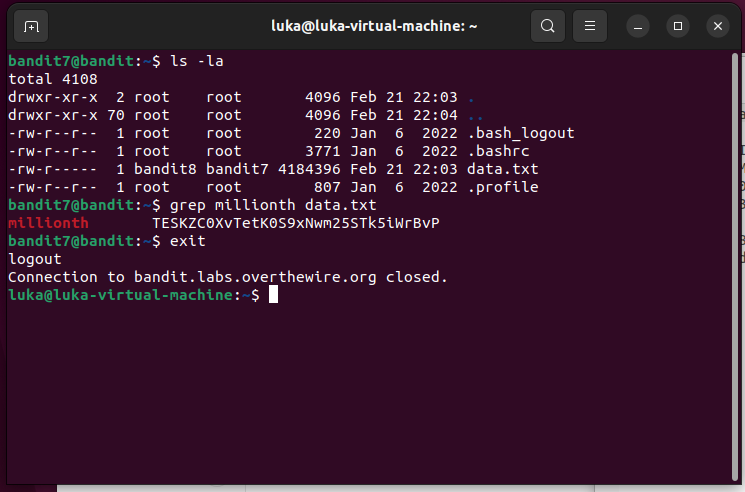 luka@luka-virtual-machine: ~
bandit7@bandit:~$ ls -la
total 4108
drwxr-xr-x  2 root    root       4096 Feb 21 22:03 .
drwxr-xr-x 70 root    root       4096 Feb 21 22:04 ..
-rw-r--r--  1 root    root        220 Jan  6  2022 .bash_logout
-rw-r--r--  1 root    root       3771 Jan  6  2022 .bashrc
-rw-r-----  1 bandit8 bandit7 4184396 Feb 21 22:03 data.txt
-rw-r--r--  1 root    root        807 Jan  6  2022 .profile
bandit7@bandit:~$ grep millionth data.txt
millionth       TESKZC0XvTetK0S9xNwm25STk5iWrBvP
bandit7@bandit:~$ exit
logout
Connection to bandit.labs.overthewire.org closed.
luka@luka-virtual-machine:~$